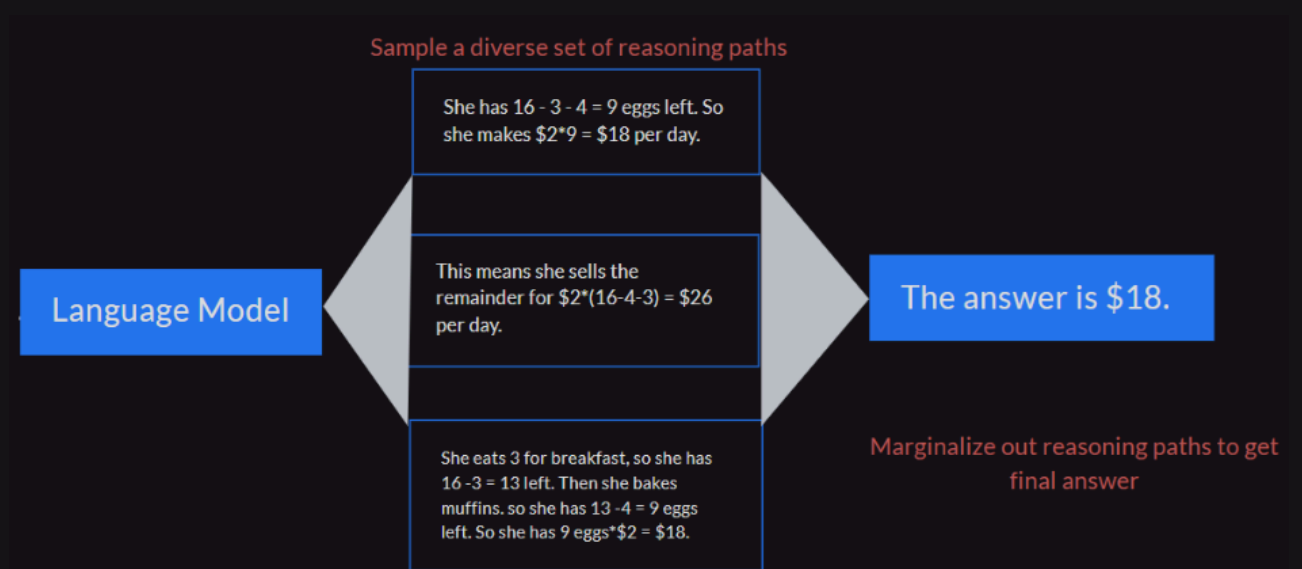 Sample a diverse set of reasoning paths
She has 16 - 3 - 4 = 9 eggs left. So
she makes $2*9 = $18 per day.
This means she sells the
remainder for $2*(16-4-3) = $26
per day.
Language Model
The answer is $18.
She eats 3 for breakfast, so she has
16 -3 = 13 left. Then she bakes
muffins. so she has 13 -4 = 9 eggs
left. So she has 9 eggs*$2 = $18.
Marginalize out reasoning paths to get
final answer